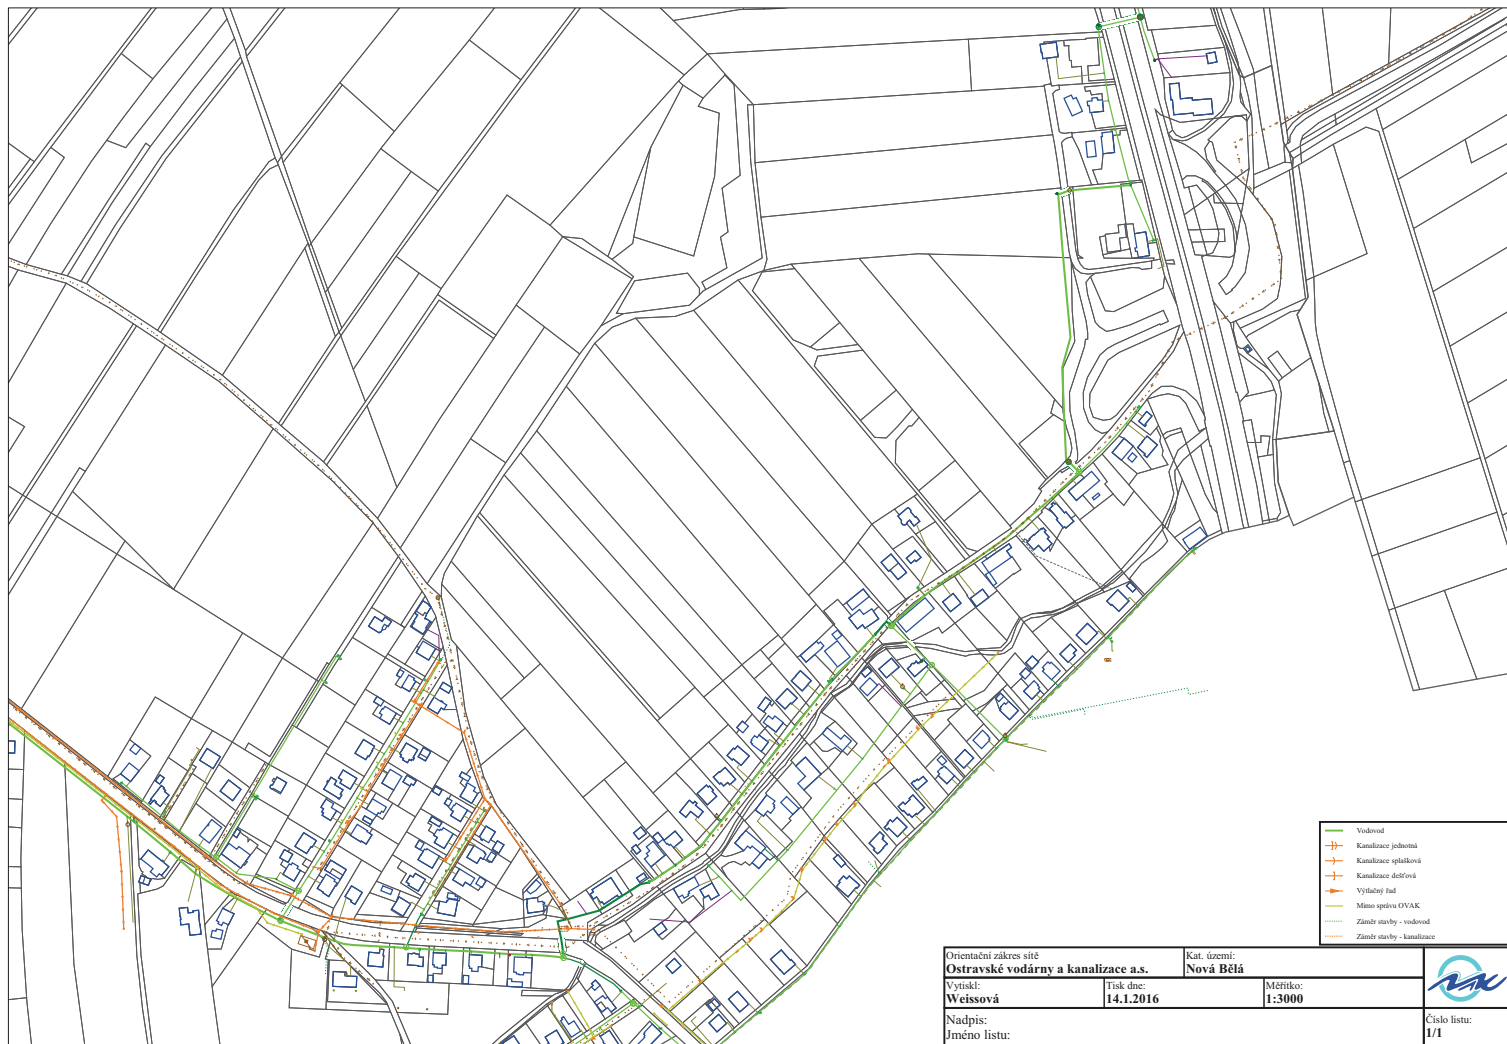 Vodovod
Kanalizace jednotná
Kanalizace splašková
Kanalizace dešťová
Výtlačný řad
Mimo správu OVAK
Záměr stavby - vodovod
Záměr stavby - kanalizace
Orientační zákres sítě
Ostravské vodárny a kanalizace a.s.
Kat. území:
Nová Bělá
Vytiskl:
Weissová
Tisk dne:
14.1.2016
Měřítko:
1:3000
Nadpis:
Jméno listu:
Číslo listu:
1/1